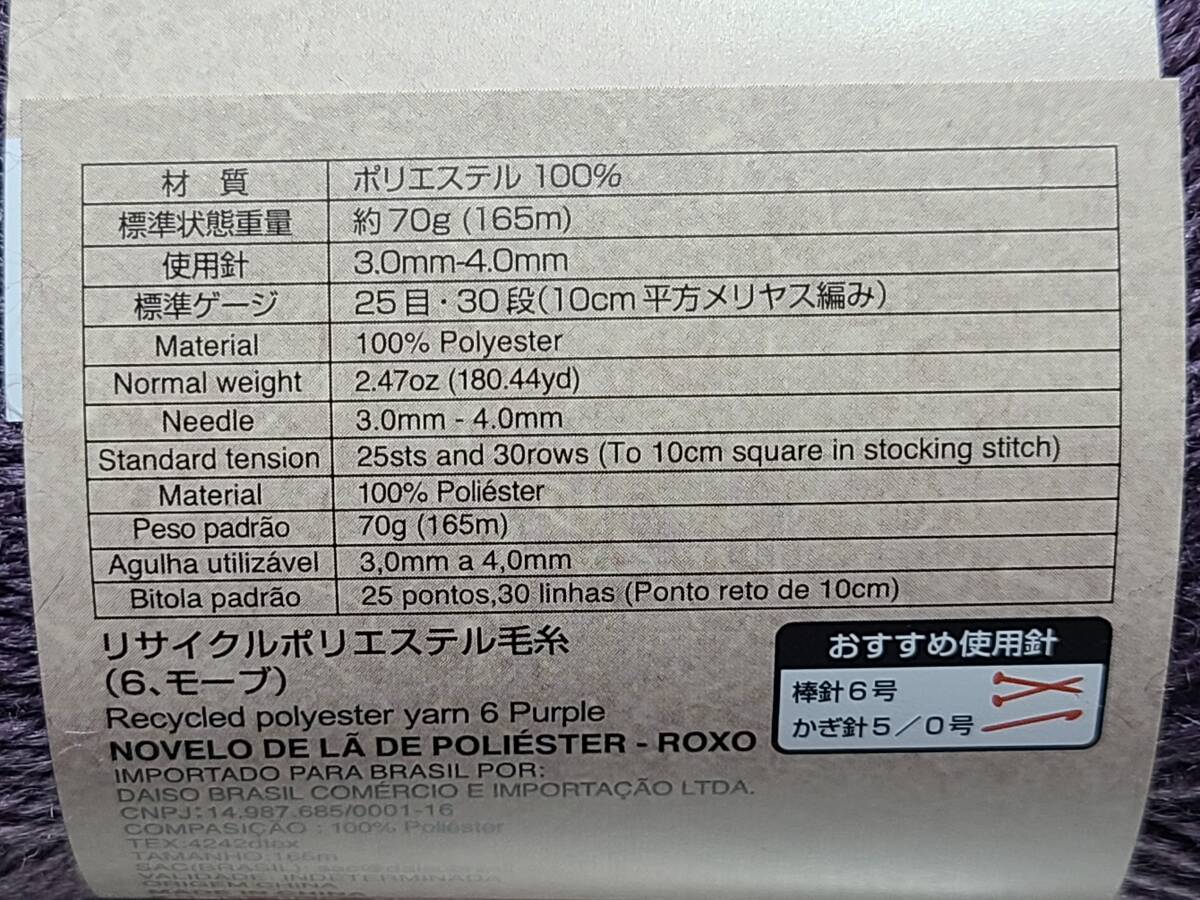 材 質 ポリエステル 100%
標準状態重量 約70g (165m)
使用針 3.0mm-4.0mm
標準ゲージ 25目・30段(10cm平方メリヤス編み)
Material 100% Polyester
Normal weight 2.47oz (180.44yd)
Needle 3.0mm - 4.0mm
Standard tension 25sts and 30rows (To 10cm square in stocking stitch)
Material 100% Poliéster
Peso padrão 70g (165m)
Agulha utilizável 3,0mm a 4,0mm
Bitola padrão 25 pontos,30 linhas (Ponto reto de 10cm)
リサイクルポリエステル毛糸
(6、モーブ)
Recycled polyester yarn 6 Purple
NOVELO DE LÃ DE POLIÉSTER - ROXO
IMPORTADO PARA BRASIL POR:
DAISO BRASIL COMÉRCIO E IMPORTAÇÃO LTDA.
CNPJ:14.987.685/0001-16
COMPASIÇÃO : 100% Poliéster
TEX:4242dtex
TAMANHO:165m
SAC(BRASIL):
VALIDADE: INDETERMINADA
ORIGEM:CHINA
MADE IN CHINA
おすすめ使用針
棒針6号
かぎ針5/0号